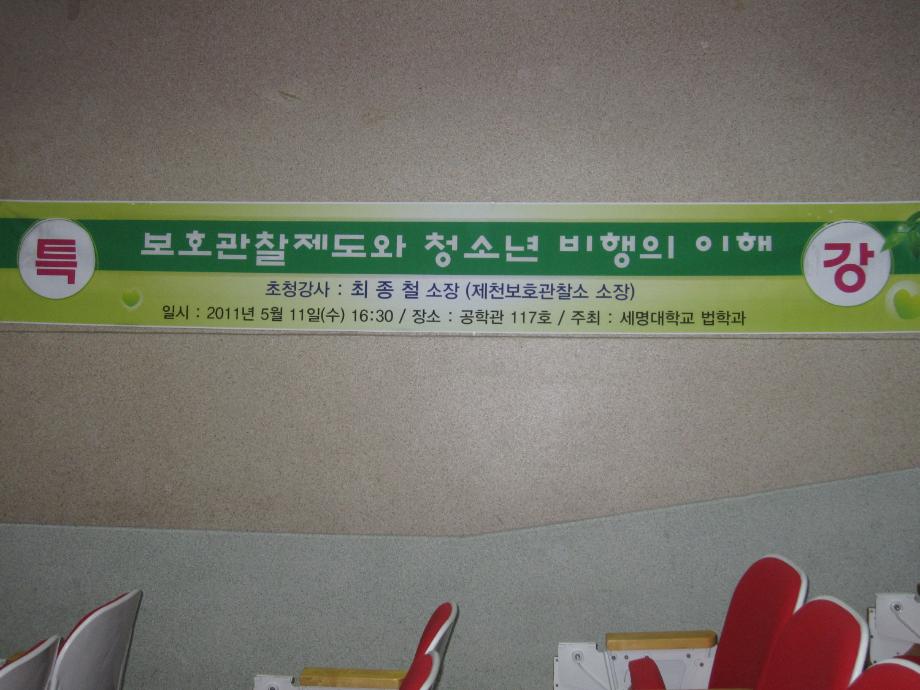 특 보호관찰제도와 청소년 비행의 이해 강
초청강사 : 최 종 철 소장 (제천보호관찰소 소장)
일시 : 2011년 5월 11일(수) 16:30 / 장소 : 공학관 117호 / 주최 : 세명대학교 법학과